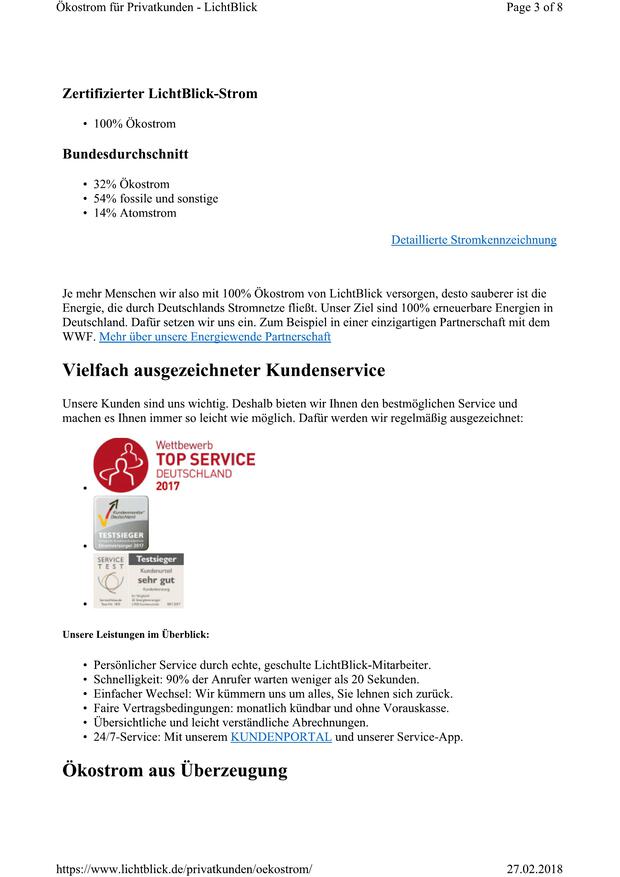 Ökostrom für Privatkunden - LichtBlick
Page 3 of 8
Zertifizierter LichtBlick-Strom
• 100% Ökostrom
Bundesdurchschnitt
• 32% Ökostrom
• 54% fossile und sonstige
• 14% Atomstrom
Detaillierte Stromkennzeichnung
Je mehr Menschen wir also mit 100% Ökostrom von LichtBlick versorgen, desto sauberer ist die
Energie, die durch Deutschlands Stromnetze fließt. Unser Ziel sind 100% erneuerbare Energien in
Deutschland. Dafür setzen wir uns ein. Zum Beispiel in einer einzigartigen Partnerschaft mit dem
WWF. Mehr über unsere Energiewende Partnerschaft
Vielfach ausgezeichneter Kundenservice
Unsere Kunden sind uns wichtig. Deshalb bieten wir Ihnen den bestmöglichen Service und
machen es Ihnen immer so leicht wie möglich. Dafür werden wir regelmäßig ausgezeichnet:
Wettbewerb
TOP SERVICE
DEUTSCHLAND
2017
Kundenmonitor
Deutschland
TESTSIEGER
Stromversorger 2017
SERVICE
TEST
Testsieger
Kundenurteil
sehr gut
Kundenberatung
Unsere Leistungen im Überblick:
• Persönlicher Service durch echte, geschulte LichtBlick-Mitarbeiter.
• Schnelligkeit: 90% der Anrufer warten weniger als 20 Sekunden.
• Einfacher Wechsel: Wir kümmern uns um alles, Sie lehnen sich zurück.
• Faire Vertragsbedingungen: monatlich kündbar und ohne Vorauskasse.
• Übersichtliche und leicht verständliche Abrechnungen.
• 24/7-Service: Mit unserem KUNDENPORTAL und unserer Service-App.
Ökostrom aus Überzeugung
https://www.lichtblick.de/privatkunden/oekostrom/
27.02.2018